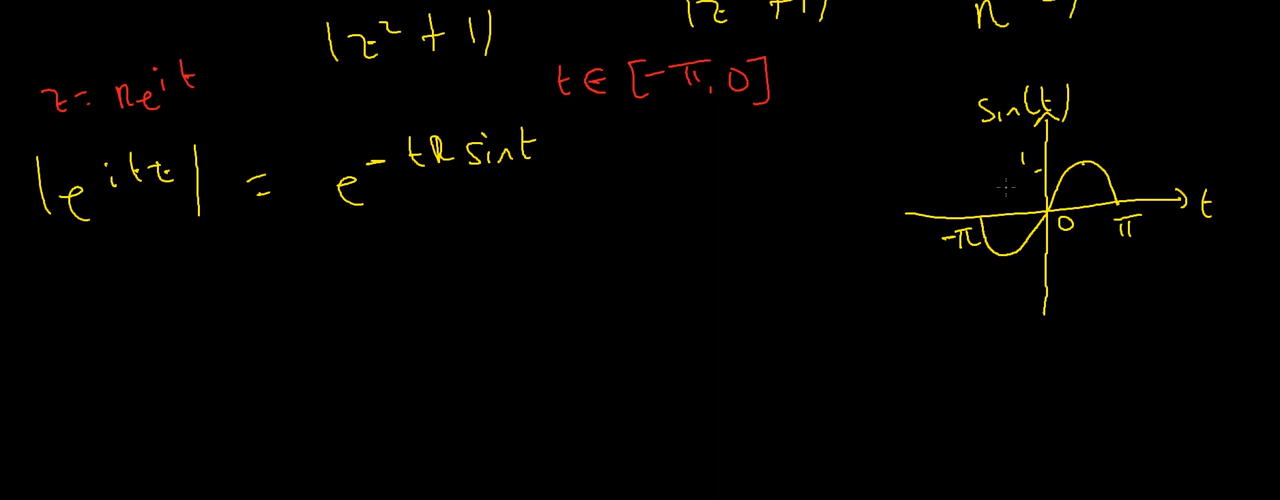 |z² + 1|
z = Re^{it} t ∈ [-π, 0]
|e^{itz}| = e^{-tR sin t}
sin(t)
1
-π 0 π t